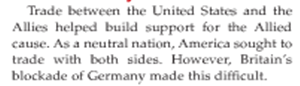 Trade between the United States and the
Allies helped build support for the Allied
cause. As a neutral nation, America sought to
trade with both sides. However, Britain's
blockade of Germany made this difficult.